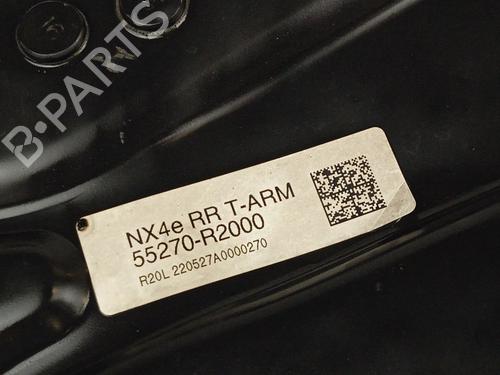 B-PARTS
NX4e RR T-ARM
55270-R2000
R20L 220527A0000270